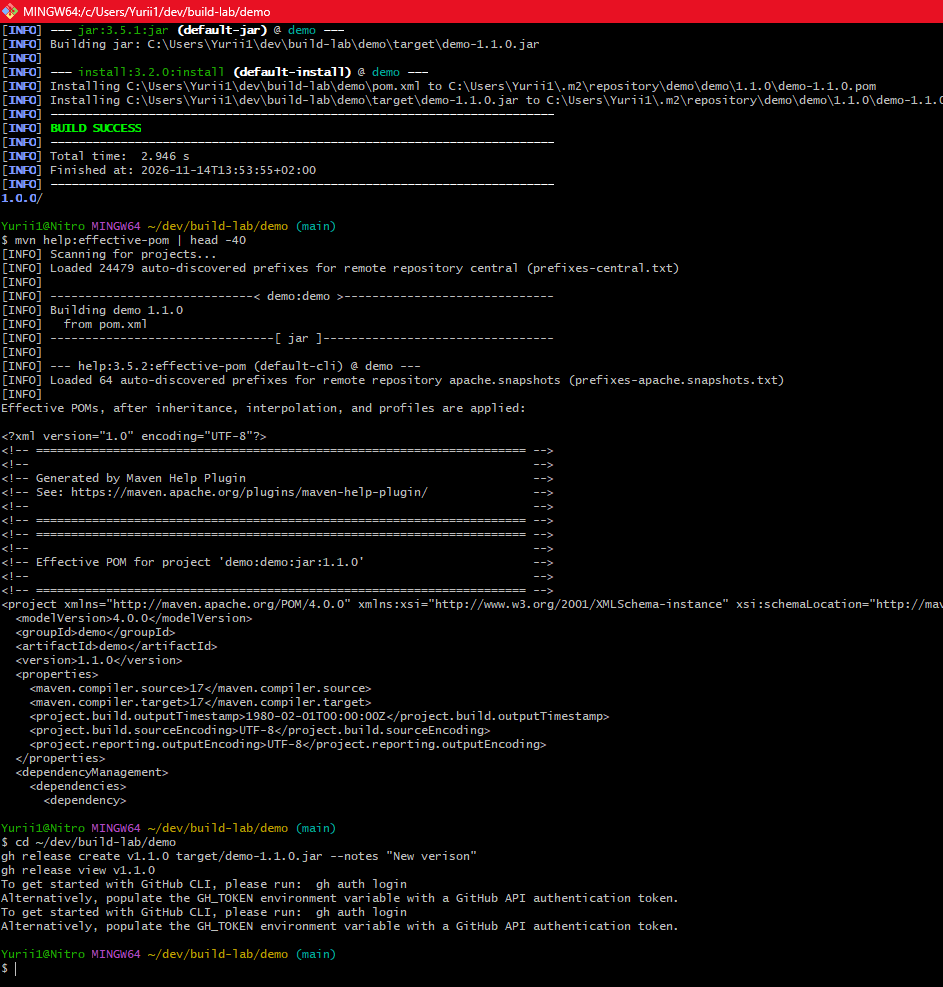 MINGW64:/c/Users/Yurii1/dev/build-lab/demo
[INFO] --- jar:3.5.1:jar (default-jar) @ demo ---
[INFO] Building jar: C:\Users\Yurii1\dev\build-lab\demo\target\demo-1.1.0.jar
[INFO]
[INFO] --- install:3.2.0:install (default-install) @ demo ---
[INFO] Installing C:\Users\Yurii1\dev\build-lab\demo\pom.xml to C:\Users\Yurii1\.m2\repository\demo\demo\1.1.0\demo-1.1.0.pom
[INFO] Installing C:\Users\Yurii1\dev\build-lab\demo\target\demo-1.1.0.jar to C:\Users\Yurii1\.m2\repository\demo\demo\1.1.0\demo-1.1.0
[INFO] ------------------------------------------------------------------------
[INFO] BUILD SUCCESS
[INFO] ------------------------------------------------------------------------
[INFO] Total time:  2.946 s
[INFO] Finished at: 2026-11-14T13:53:55+02:00
[INFO] ------------------------------------------------------------------------
1.0.0/
Yurii1@Nitro MINGW64 ~/dev/build-lab/demo (main)
$ mvn help:effective-pom | head -40
[INFO] Scanning for projects...
[INFO] Loaded 24479 auto-discovered prefixes for remote repository central (prefixes-central.txt)
[INFO]
[INFO] -----------------------------< demo:demo >------------------------------
[INFO] Building demo 1.1.0
[INFO]   from pom.xml
[INFO] --------------------------------[ jar ]---------------------------------
[INFO]
[INFO] --- help:3.5.2:effective-pom (default-cli) @ demo ---
[INFO] Loaded 64 auto-discovered prefixes for remote repository apache.snapshots (prefixes-apache.snapshots.txt)
[INFO]
Effective POMs, after inheritance, interpolation, and profiles are applied:
<?xml version="1.0" encoding="UTF-8"?>
<!-- ====================================================================== -->
<!--                                                                        -->
<!-- Generated by Maven Help Plugin                                         -->
<!-- See: https://maven.apache.org/plugins/maven-help-plugin/               -->
<!--                                                                        -->
<!-- ====================================================================== -->
<!-- ====================================================================== -->
<!--                                                                        -->
<!-- Effective POM for project 'demo:demo:jar:1.1.0'                        -->
<!--                                                                        -->
<!-- ====================================================================== -->
<project xmlns="http://maven.apache.org/POM/4.0.0" xmlns:xsi="http://www.w3.org/2001/XMLSchema-instance" xsi:schemaLocation="http://mav
  <modelVersion>4.0.0</modelVersion>
  <groupId>demo</groupId>
  <artifactId>demo</artifactId>
  <version>1.1.0</version>
  <properties>
    <maven.compiler.source>17</maven.compiler.source>
    <maven.compiler.target>17</maven.compiler.target>
    <project.build.outputTimestamp>1980-02-01T00:00:00Z</project.build.outputTimestamp>
    <project.build.sourceEncoding>UTF-8</project.build.sourceEncoding>
    <project.reporting.outputEncoding>UTF-8</project.reporting.outputEncoding>
  </properties>
  <dependencyManagement>
    <dependencies>
      <dependency>
Yurii1@Nitro MINGW64 ~/dev/build-lab/demo (main)
$ cd ~/dev/build-lab/demo
gh release create v1.1.0 target/demo-1.1.0.jar --notes "New verison"
gh release view v1.1.0
To get started with GitHub CLI, please run:  gh auth login
Alternatively, populate the GH_TOKEN environment variable with a GitHub API authentication token.
To get started with GitHub CLI, please run:  gh auth login
Alternatively, populate the GH_TOKEN environment variable with a GitHub API authentication token.
Yurii1@Nitro MINGW64 ~/dev/build-lab/demo (main)
$